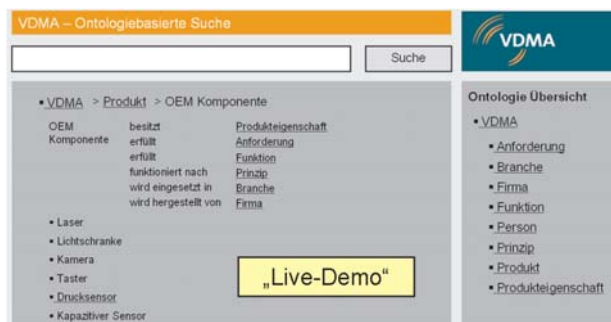 VDMA – Ontologiebasierte Suche
Suche
VDMA
VDMA > Produkt > OEM Komponente
OEM Komponente besitzt Produkteigenschaft
erfüllt Anforderung
erfüllt Funktion
funktioniert nach Prinzip
wird eingesetzt in Branche
wird hergestellt von Firma
▪ Laser
▪ Lichtschranke
▪ Kamera
▪ Taster
▪ Drucksensor
▪ Kapazitiver Sensor
„Live-Demo“
Ontologie Übersicht
▪ VDMA
▪ Anforderung
▪ Branche
▪ Firma
▪ Funktion
▪ Person
▪ Prinzip
▪ Produkt
▪ Produkteigenschaft